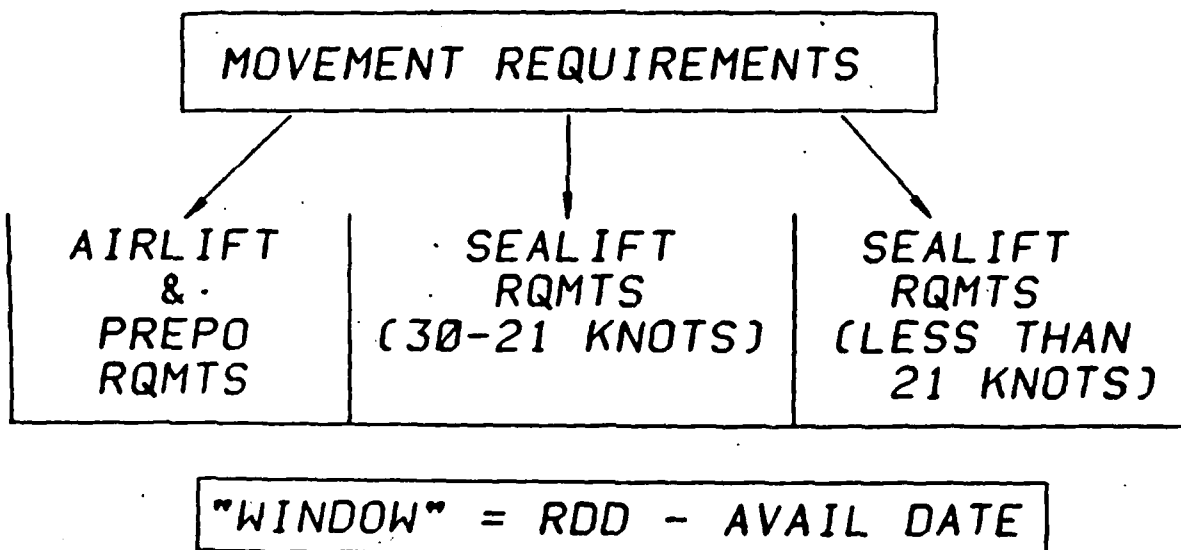 MOVEMENT REQUIREMENTS
AIRLIFT
&
PREPO
RQMTS
SEALIFT
RQMTS
(30-21 KNOTS)
SEALIFT
RQMTS
(LESS THAN
21 KNOTS)
"WINDOW" = RDD - AVAIL DATE